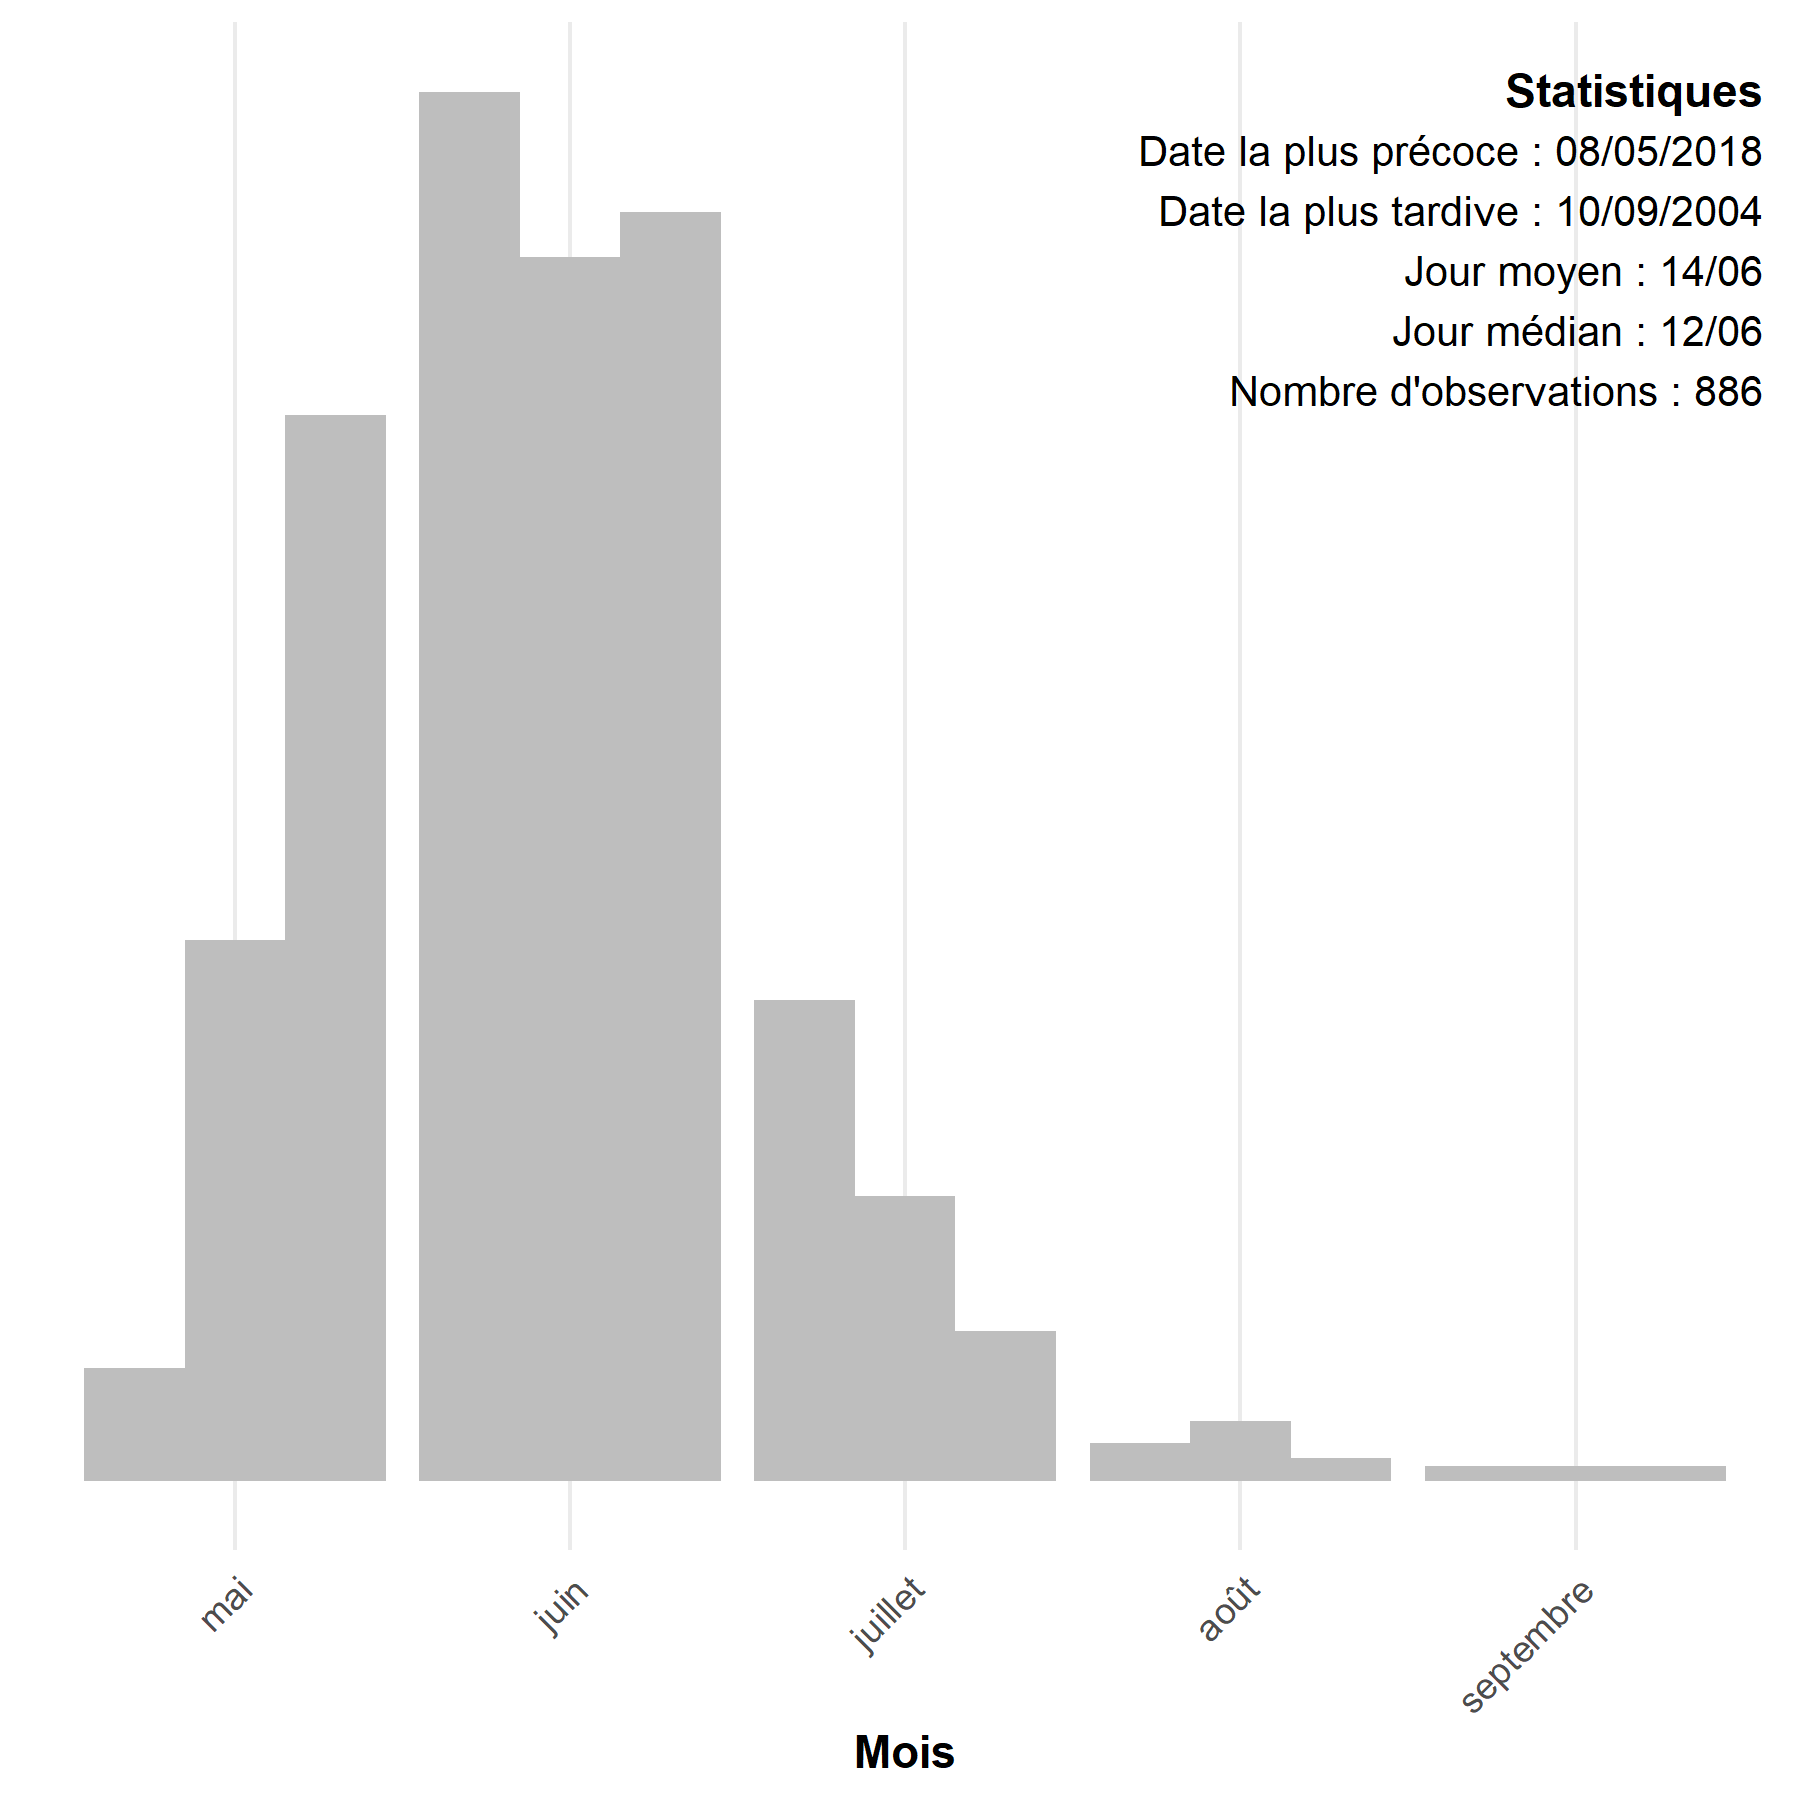 Statistiques
Date la plus précoce : 08/05/2018
Date la plus tardive : 10/09/2004
Jour moyen : 14/06
Jour médian : 12/06
Nombre d'observations : 886
mai
juin
juillet
août
septembre
Mois